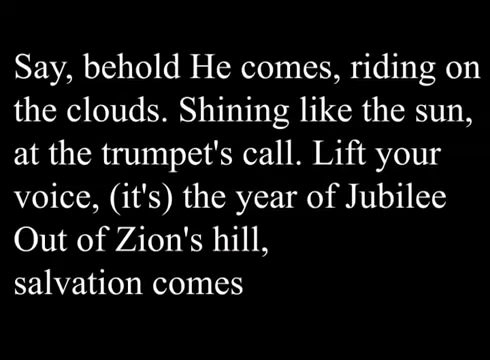 Say, behold He comes, riding on
the clouds. Shining like the sun,
at the trumpet's call. Lift your
voice, (it's) the year of Jubilee
Out of Zion's hill,
salvation comes